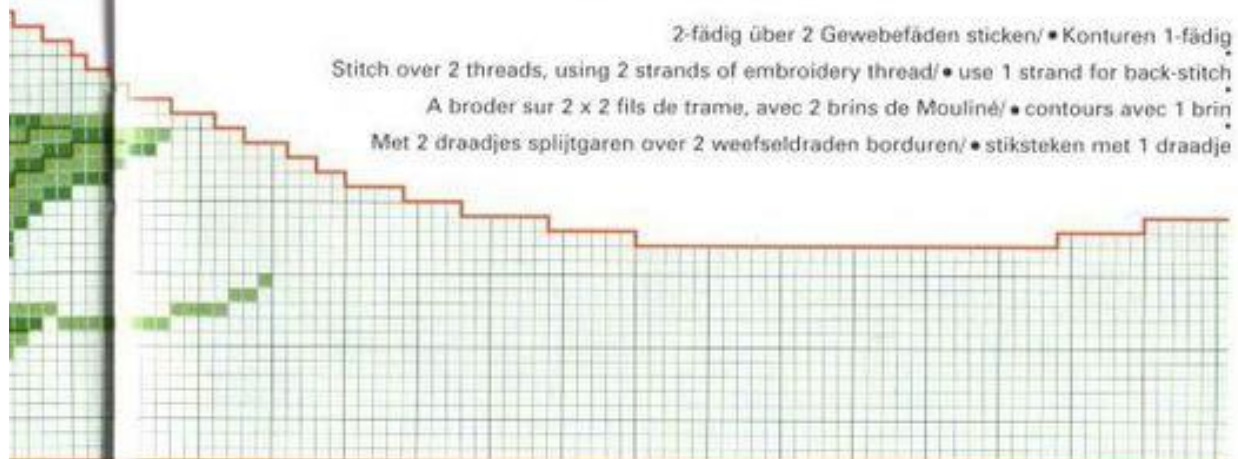 2-fädig über 2 Gewebefäden sticken/ • Konturen 1-fädig
Stitch over 2 threads, using 2 strands of embroidery thread/ • use 1 strand for back-stitch
A broder sur 2 x 2 fils de trame, avec 2 brins de Mouliné/ • contours avec 1 brin
Met 2 draadjes splijtgaren over 2 weefseldraden borduren/ • stiksteken met 1 draadje